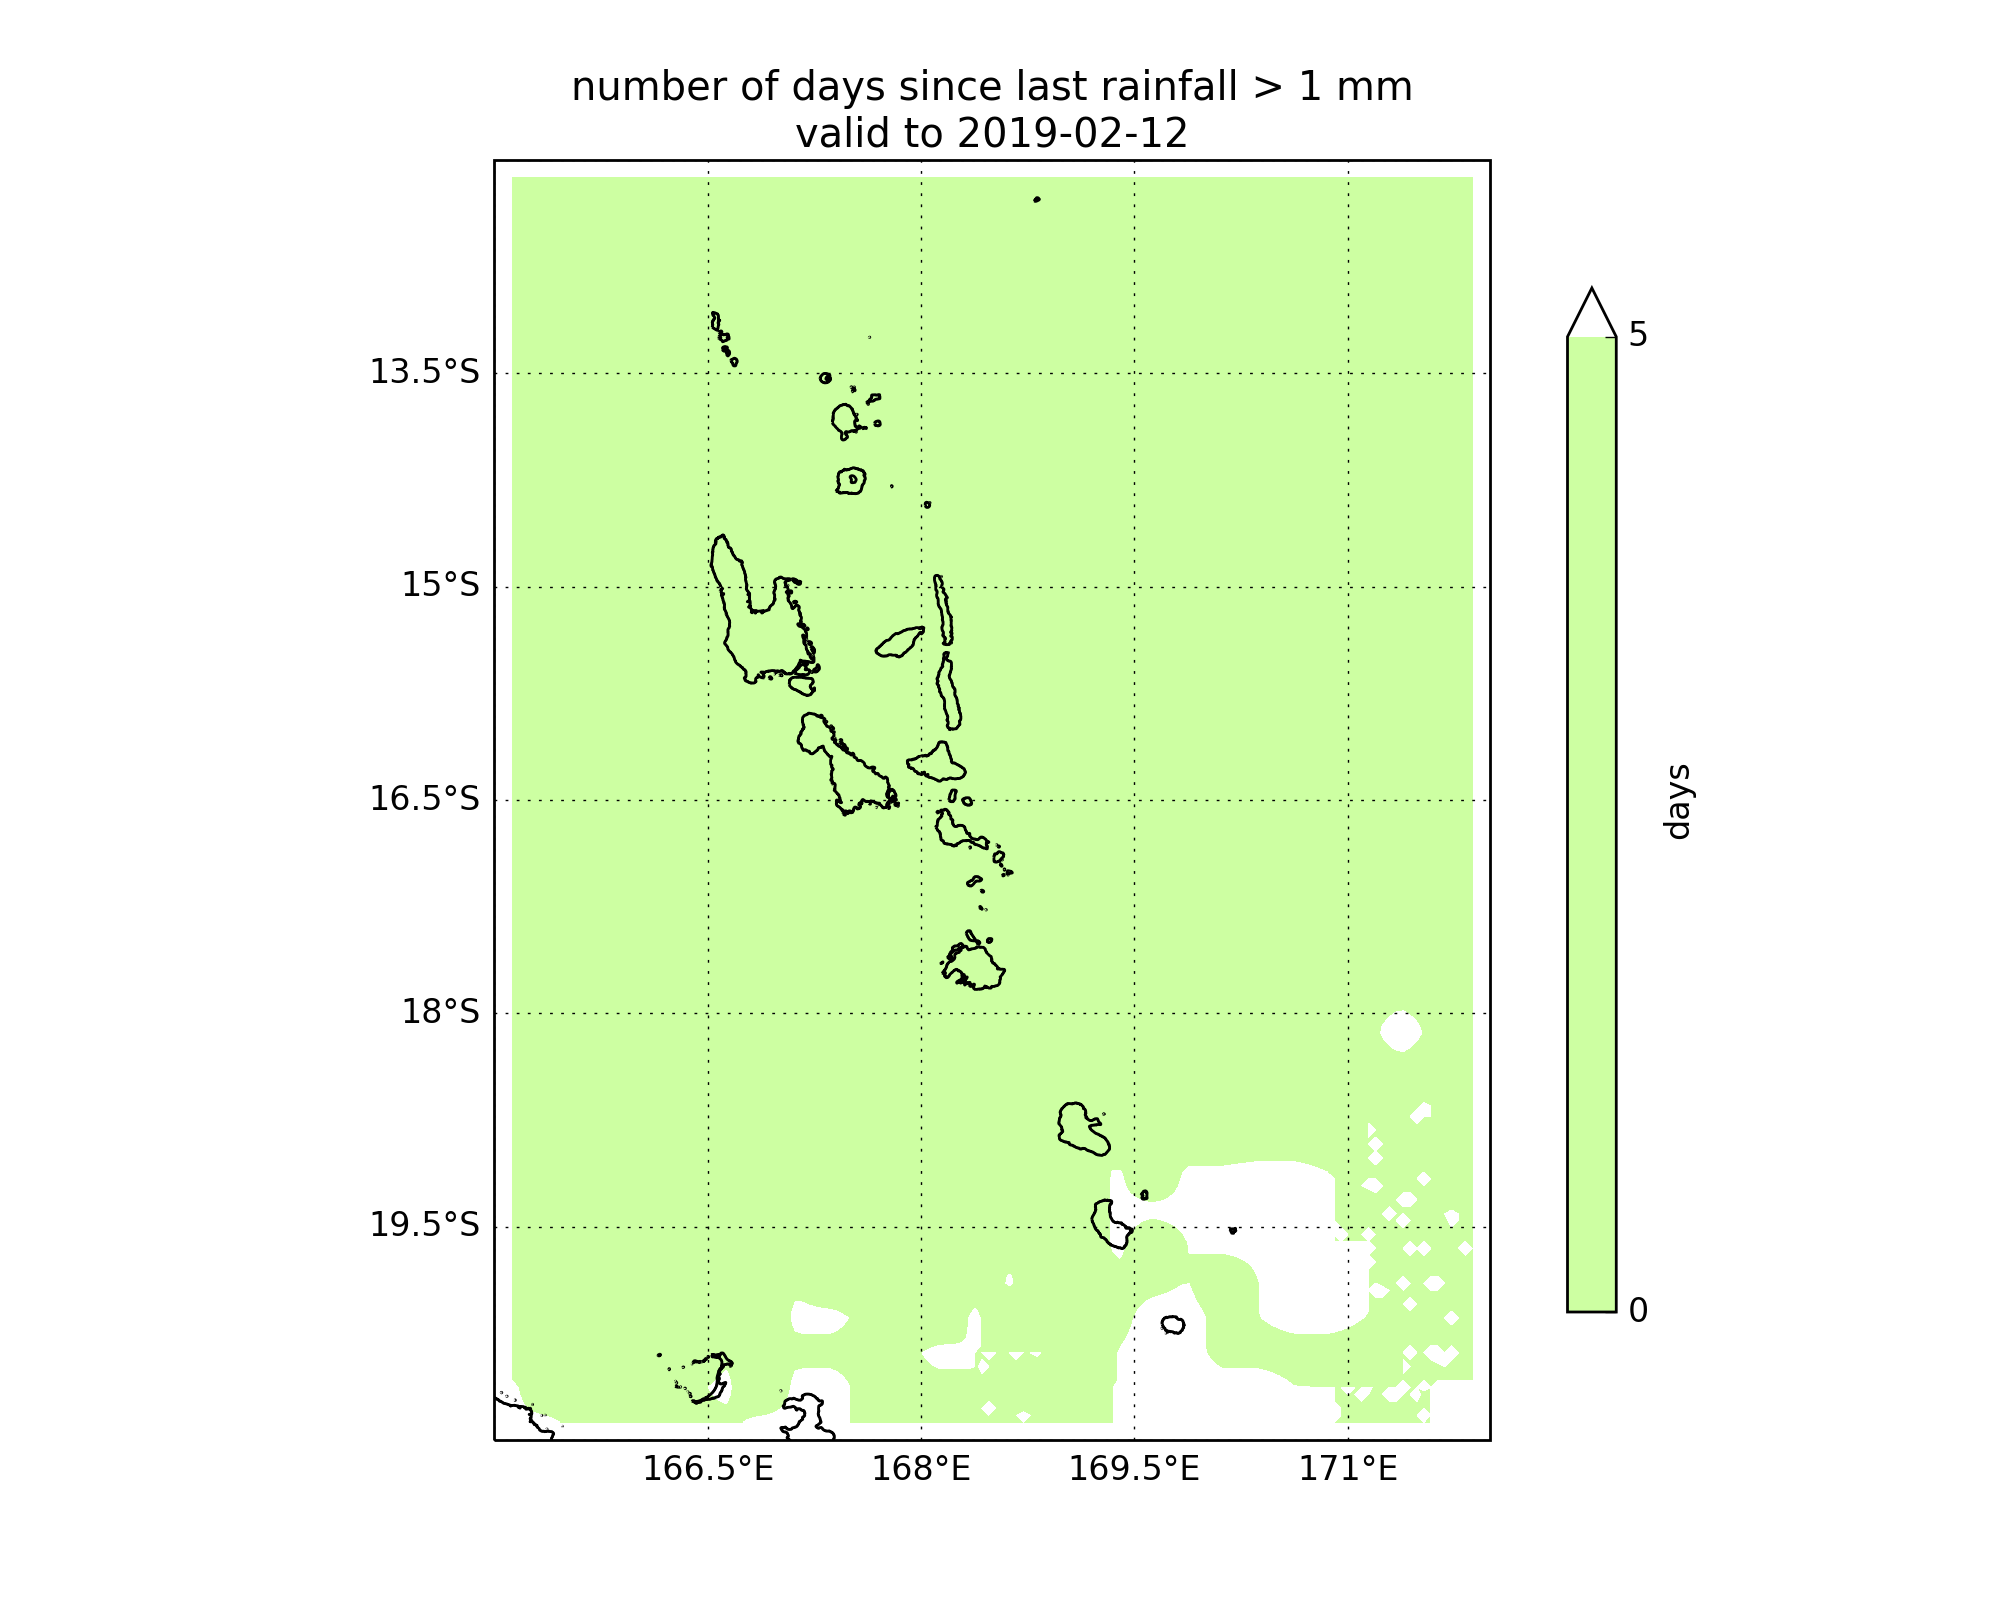 number of days since last rainfall > 1 mm
valid to 2019-02-12
13.5°S
15°S
16.5°S
18°S
19.5°S
166.5°E
168°E
169.5°E
171°E
5
0
days